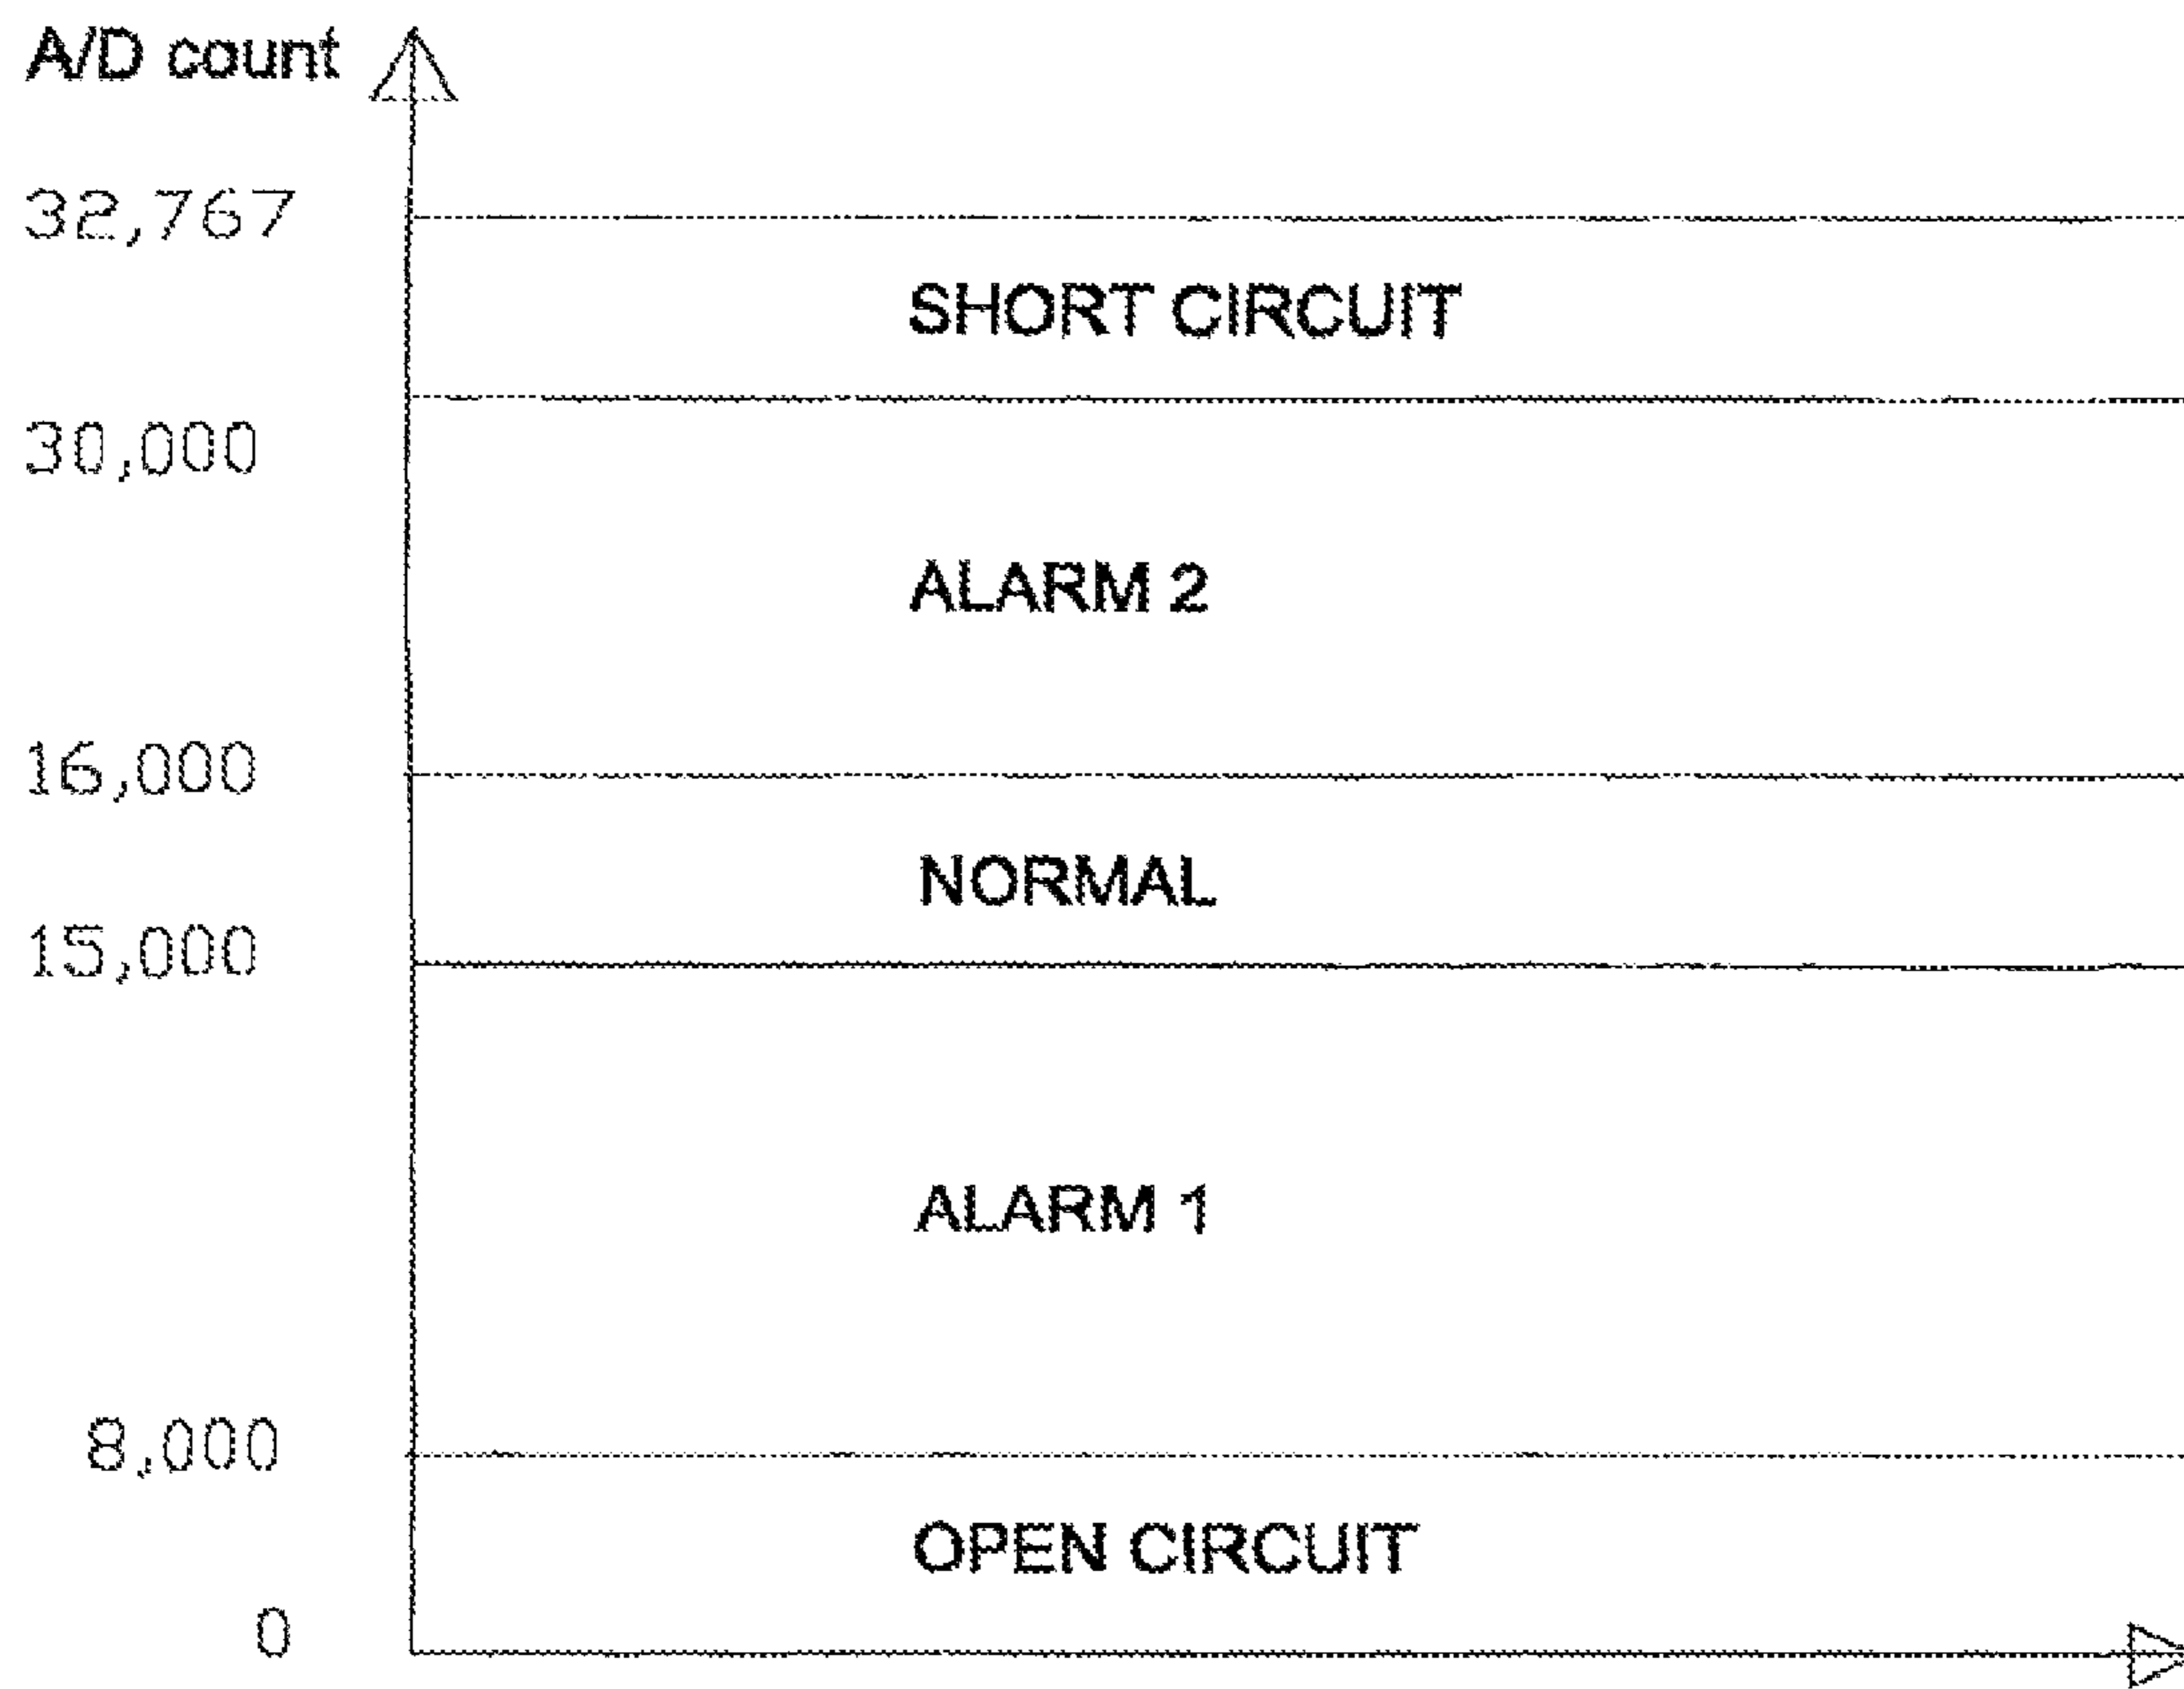 A/D count
32,767
SHORT CIRCUIT
30,000
ALARM 2
16,000
NORMAL
15,000
ALARM 1
8,000
OPEN CIRCUIT
0